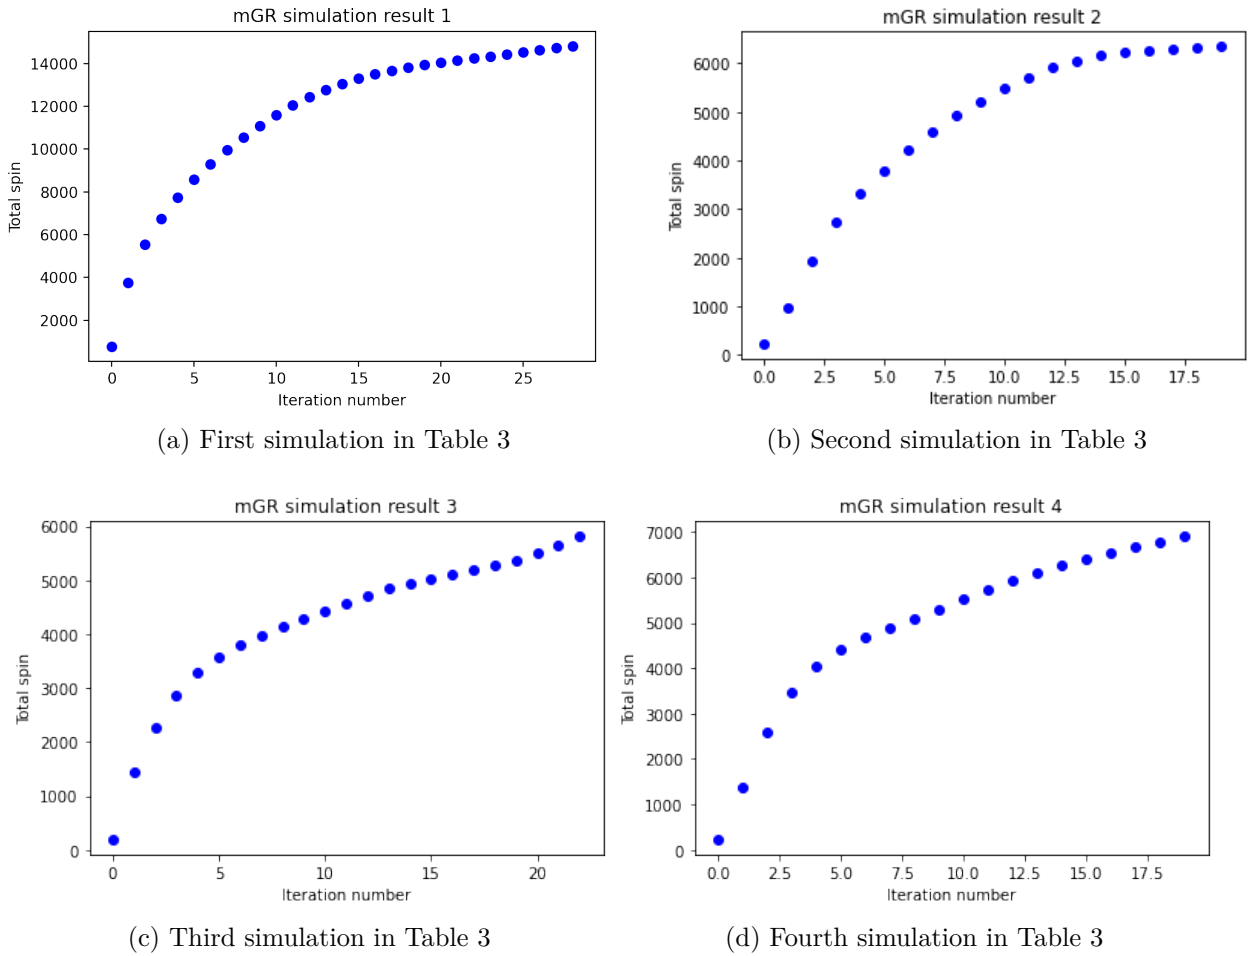 mGR simulation result 1
Total spin
14000
12000
10000
8000
6000
4000
2000
0 5 10 15 20 25
Iteration number
(a) First simulation in Table 3
mGR simulation result 2
Total spin
6000
5000
4000
3000
2000
1000
0
0.0 2.5 5.0 7.5 10.0 12.5 15.0 17.5
Iteration number
(b) Second simulation in Table 3
mGR simulation result 3
Total spin
6000
5000
4000
3000
2000
1000
0
0 5 10 15 20
Iteration number
(c) Third simulation in Table 3
mGR simulation result 4
Total spin
7000
6000
5000
4000
3000
2000
1000
0
0.0 2.5 5.0 7.5 10.0 12.5 15.0 17.5
Iteration number
(d) Fourth simulation in Table 3